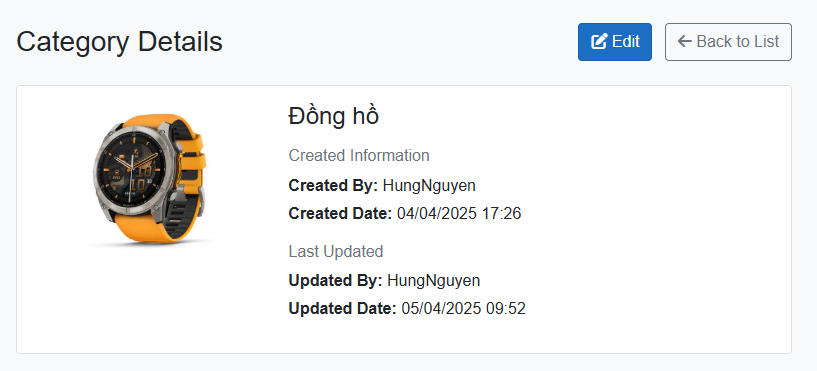 Category Details
Edit
Back to List
Đồng hồ
Created Information
Created By: HungNguyen
Created Date: 04/04/2025 17:26
Last Updated
Updated By: HungNguyen
Updated Date: 05/04/2025 09:52